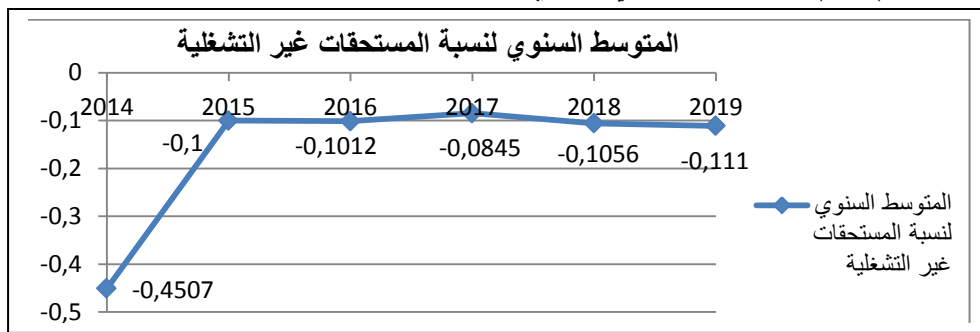 المتوسط السنوي لنسبة المستحقات غير التشغلية
0
2014 2015 2016 2017 2018 2019
-0,1
-0,1 -0,1012 -0,0845 -0,1056 -0,111
-0,2
-0,3
-0,4
-0,4507
-0,5
المتوسط السنوي
لنسبة المستحقات
غير التشغلية